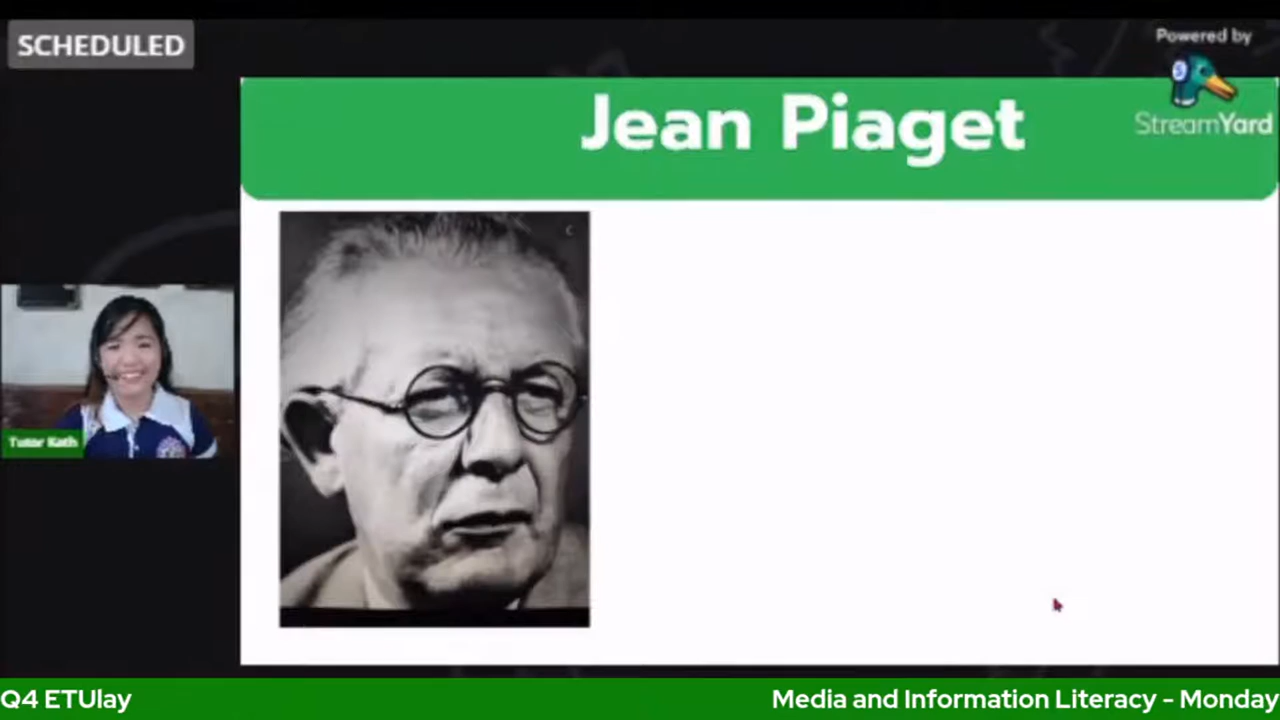 SCHEDULED
Powered by
StreamYard
Jean Piaget
Tutor Kath
Q4 ETUlay
Media and Information Literacy - Monday